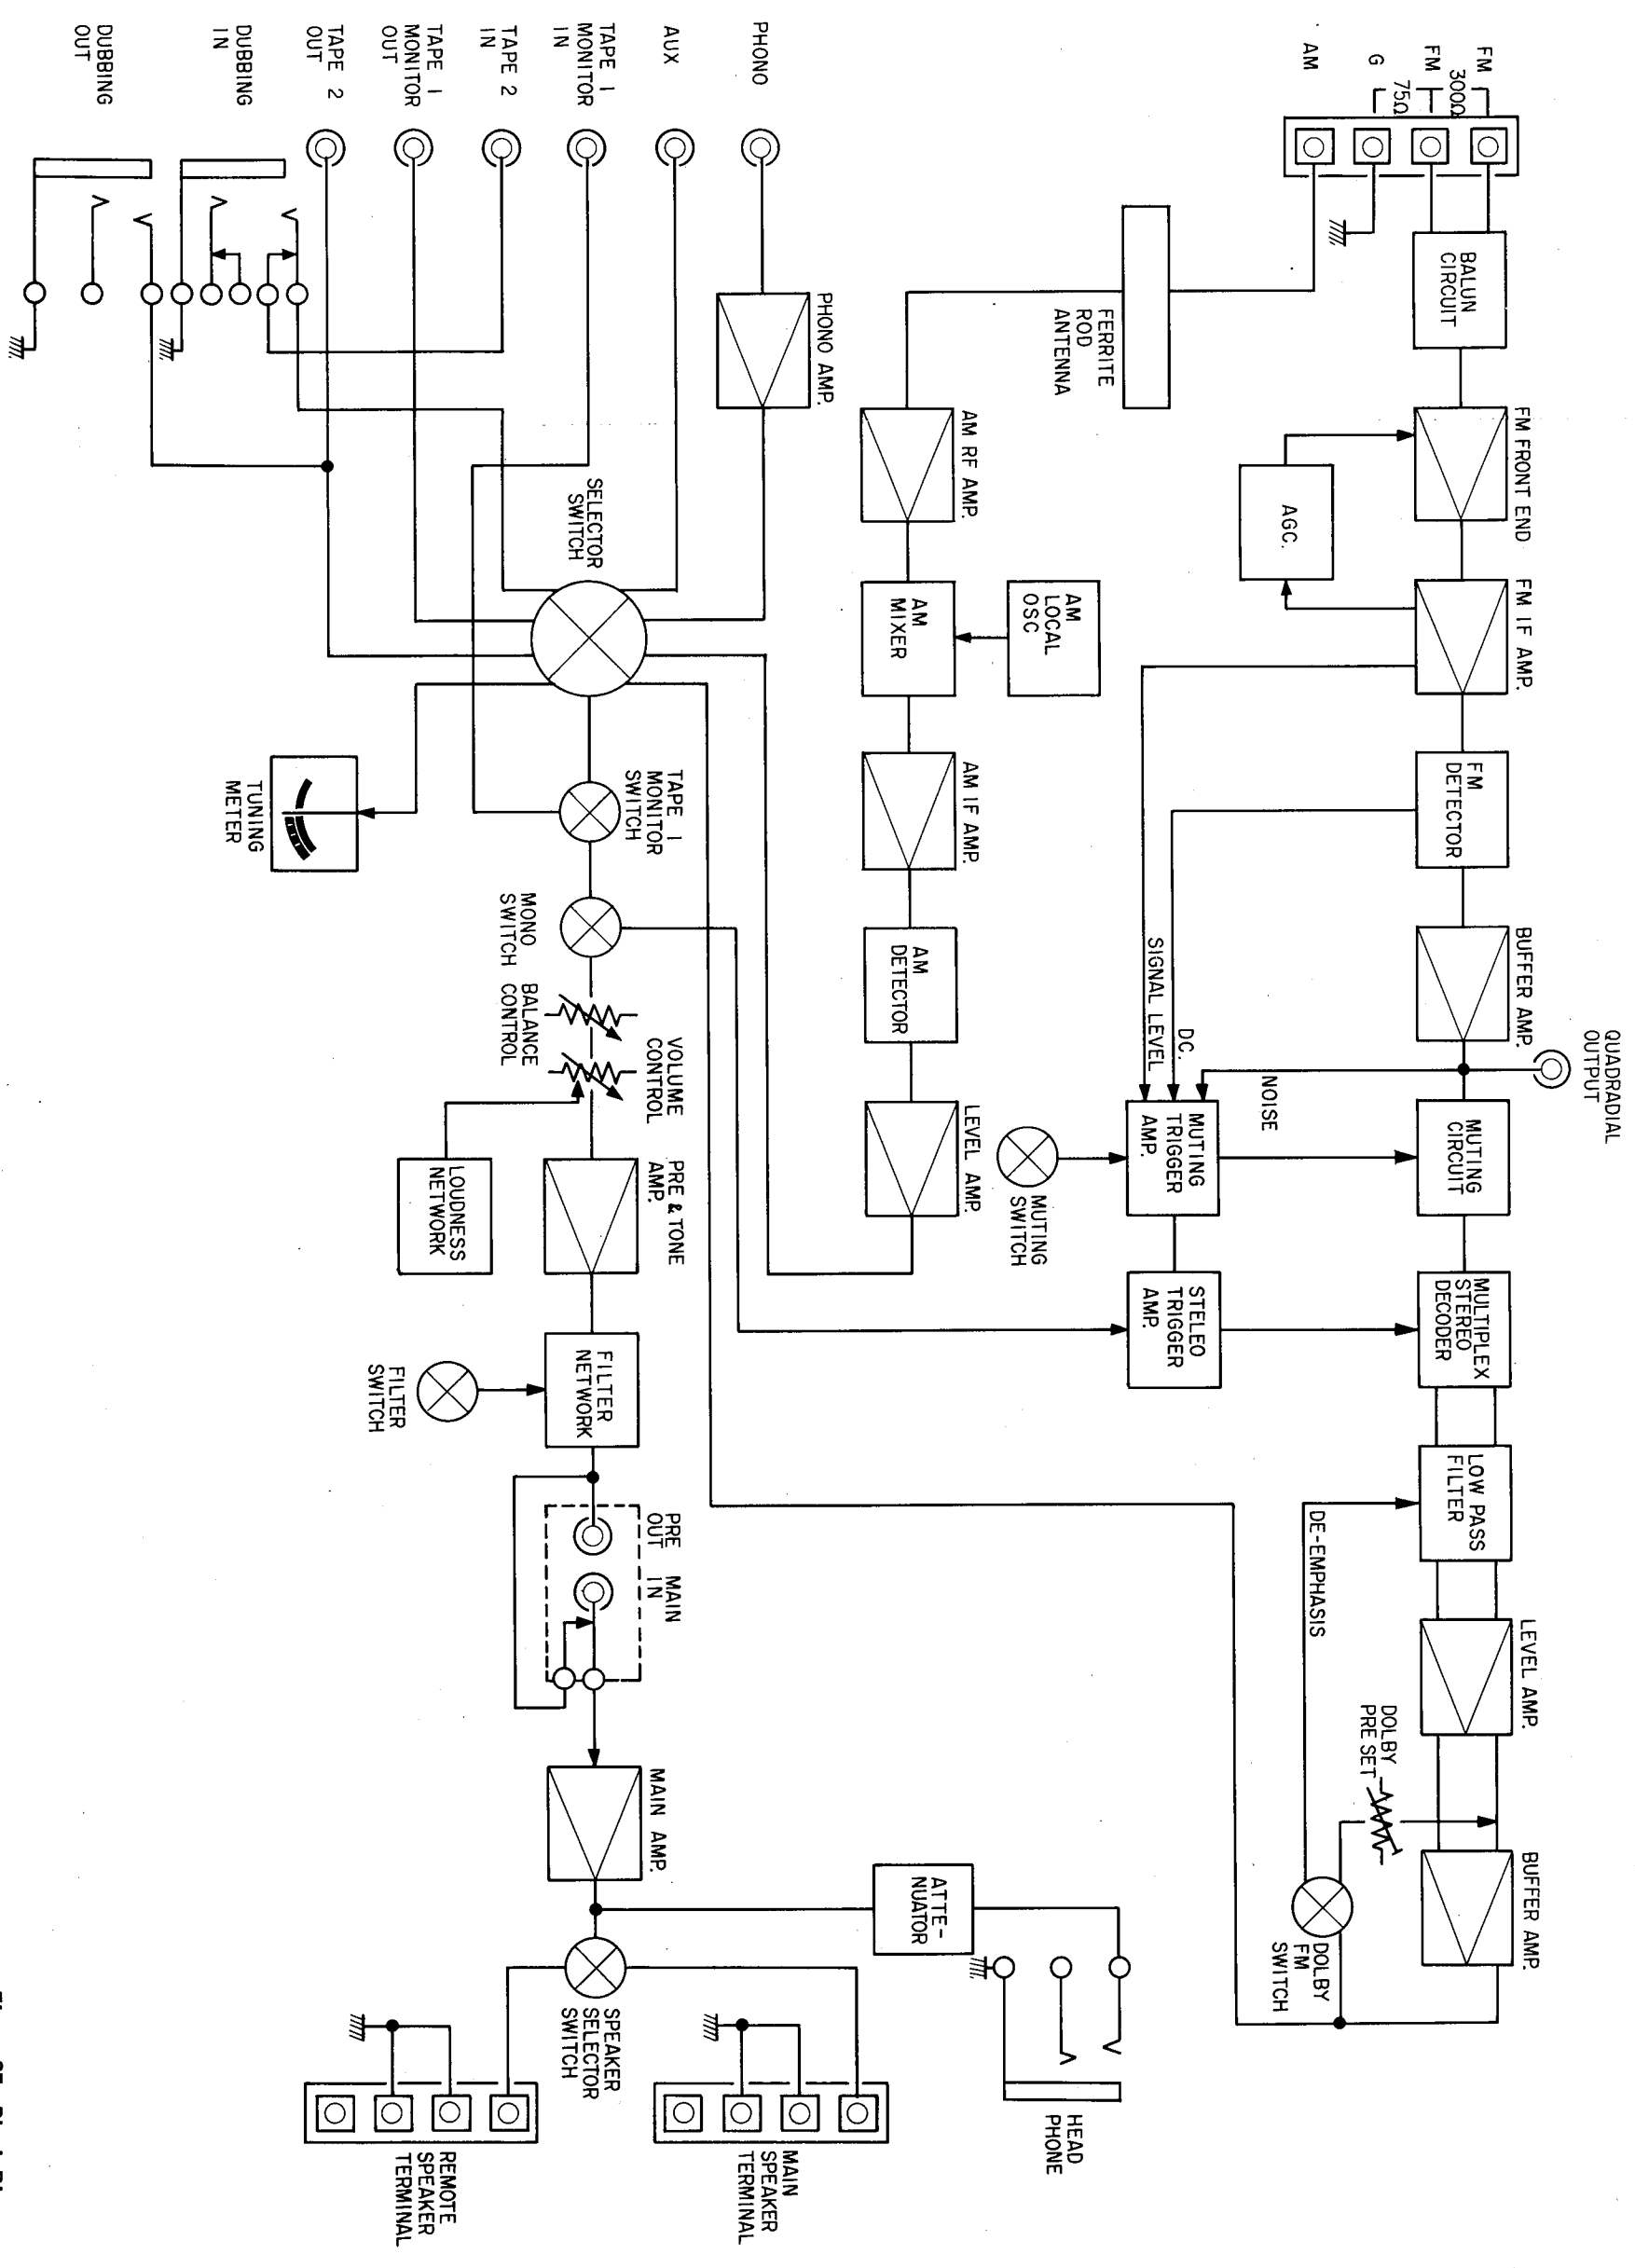 QUADRADIAL
OUTPUT
FM
300Ω
FM
75Ω
G
AM
BALUN
CIRCUIT
FM FRONT END
AGC.
FM IF AMP.
FM
DETECTOR
BUFFER AMP.
MUTING
CIRCUIT
MULTIPLEX
STEREO
DECODER
LOW PASS
FILTER
LEVEL AMP.
BUFFER AMP.
DE-EMPHASIS
DOLBY
PRE SET
DOLBY
FM
SWITCH
NOISE
DC.
SIGNAL LEVEL
MUTING
TRIGGER
AMP.
STELEO
TRIGGER
AMP.
MUTING
SWITCH
FERRITE
ROD
ANTENNA
AM RF AMP.
AM
LOCAL
OSC
AM
MIXER
AM IF AMP.
AM
DETECTOR
LEVEL AMP.
PHONO
PHONO AMP.
AUX
TAPE 1
MONITOR
IN
TAPE 2
IN
TAPE 1
MONITOR
OUT
TAPE 2
OUT
DUBBING
IN
DUBBING
OUT
SELECTOR
SWITCH
TAPE 1
MONITOR
SWITCH
MONO
SWITCH
BALANCE
CONTROL
VOLUME
CONTROL
TUNING
METER
LOUDNESS
NETWORK
PRE & TONE
AMP.
FILTER
NETWORK
FILTER
SWITCH
PRE
OUT
MAIN
IN
MAIN AMP.
ATTE-
NUATOR
HEAD
PHONE
SPEAKER
SELECTOR
SWITCH
MAIN
SPEAKER
TERMINAL
REMOTE
SPEAKER
TERMINAL